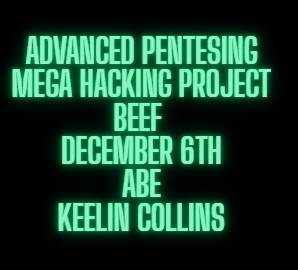 ADVANCED PENTESING
MEGA HACKING PROJECT
BEEF
DECEMBER 6TH
ABE
KEELIN COLLINS